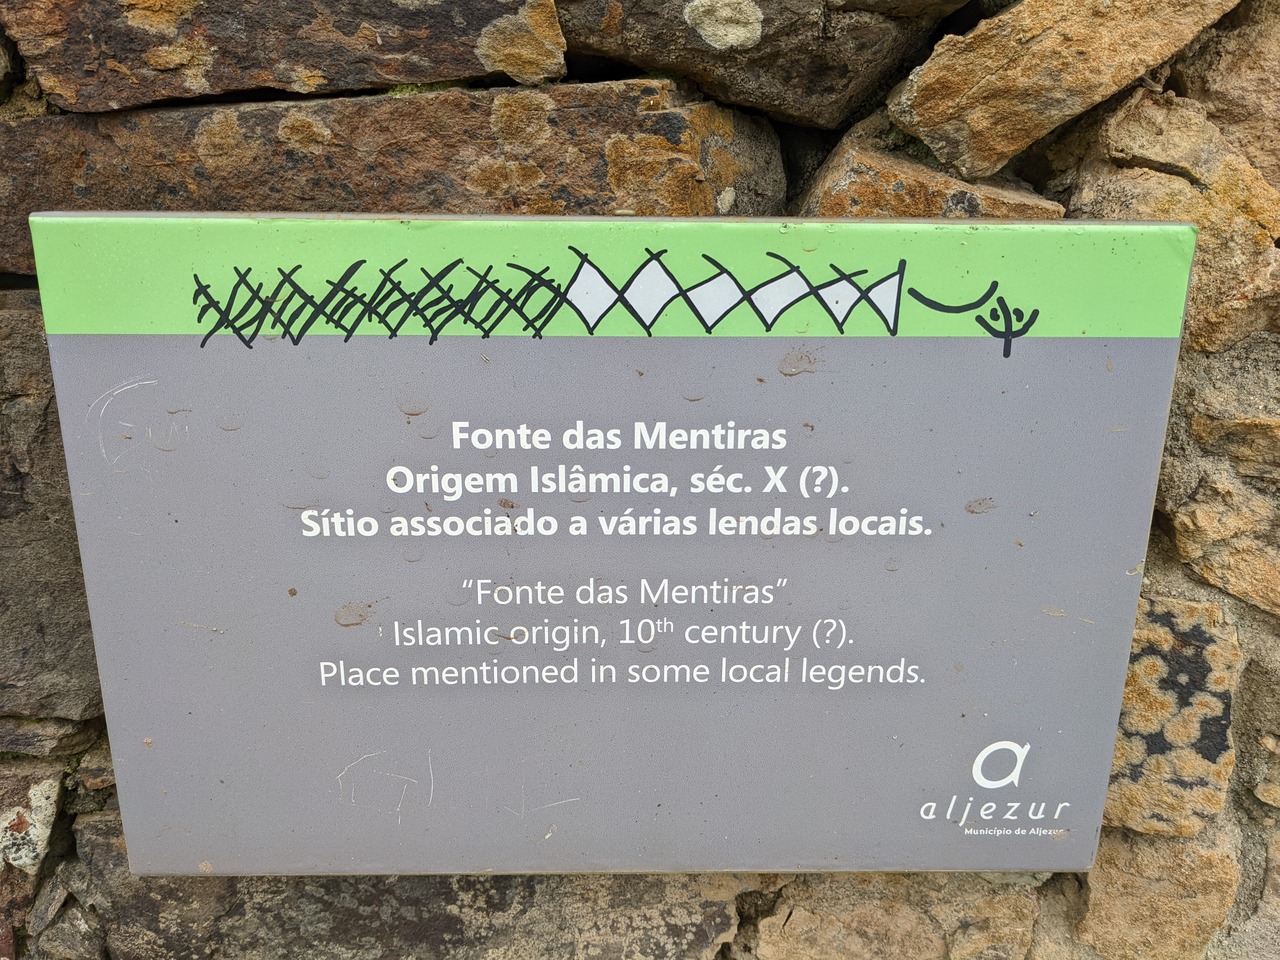 Fonte das Mentiras
Origem Islâmica, séc. X (?).
Sítio associado a várias lendas locais.
“Fonte das Mentiras”
Islamic origin, 10th century (?).
Place mentioned in some local legends.
a
aljezur
Município de Aljezur